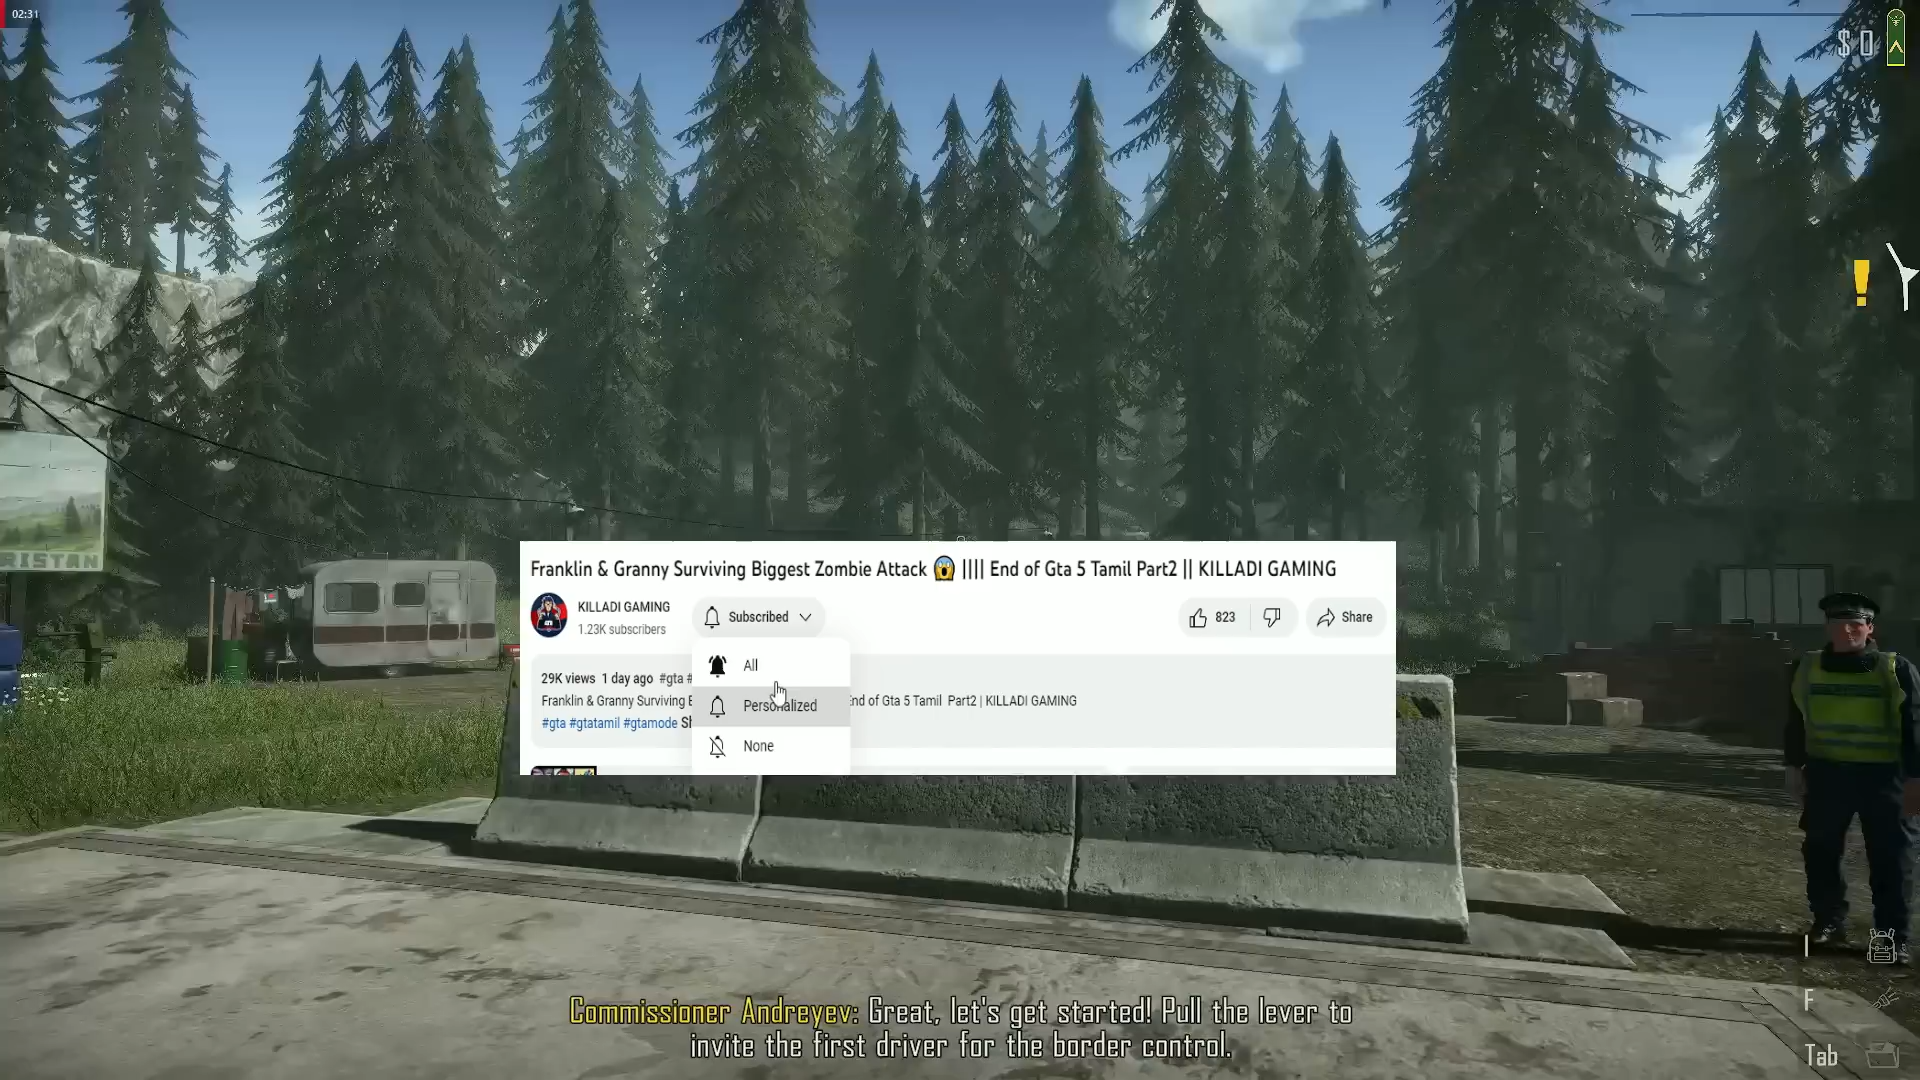 02:31
$ 0
RISTAN
Franklin & Granny Surviving Biggest Zombie Attack 😱 |||| End of Gta 5 Tamil Part2 || KILLADI GAMING
KILLADI GAMING
1.23K subscribers
Subscribed
823
Share
All
Personalized
None
29K views 1 day ago #gta #
Franklin & Granny Surviving B
End of Gta 5 Tamil Part2 | KILLADI GAMING
#gta #gtatamil #gtamode Sh
I
F
Tab
Commissioner Andreyev: Great, let's get started! Pull the lever to
invite the first driver for the border control.